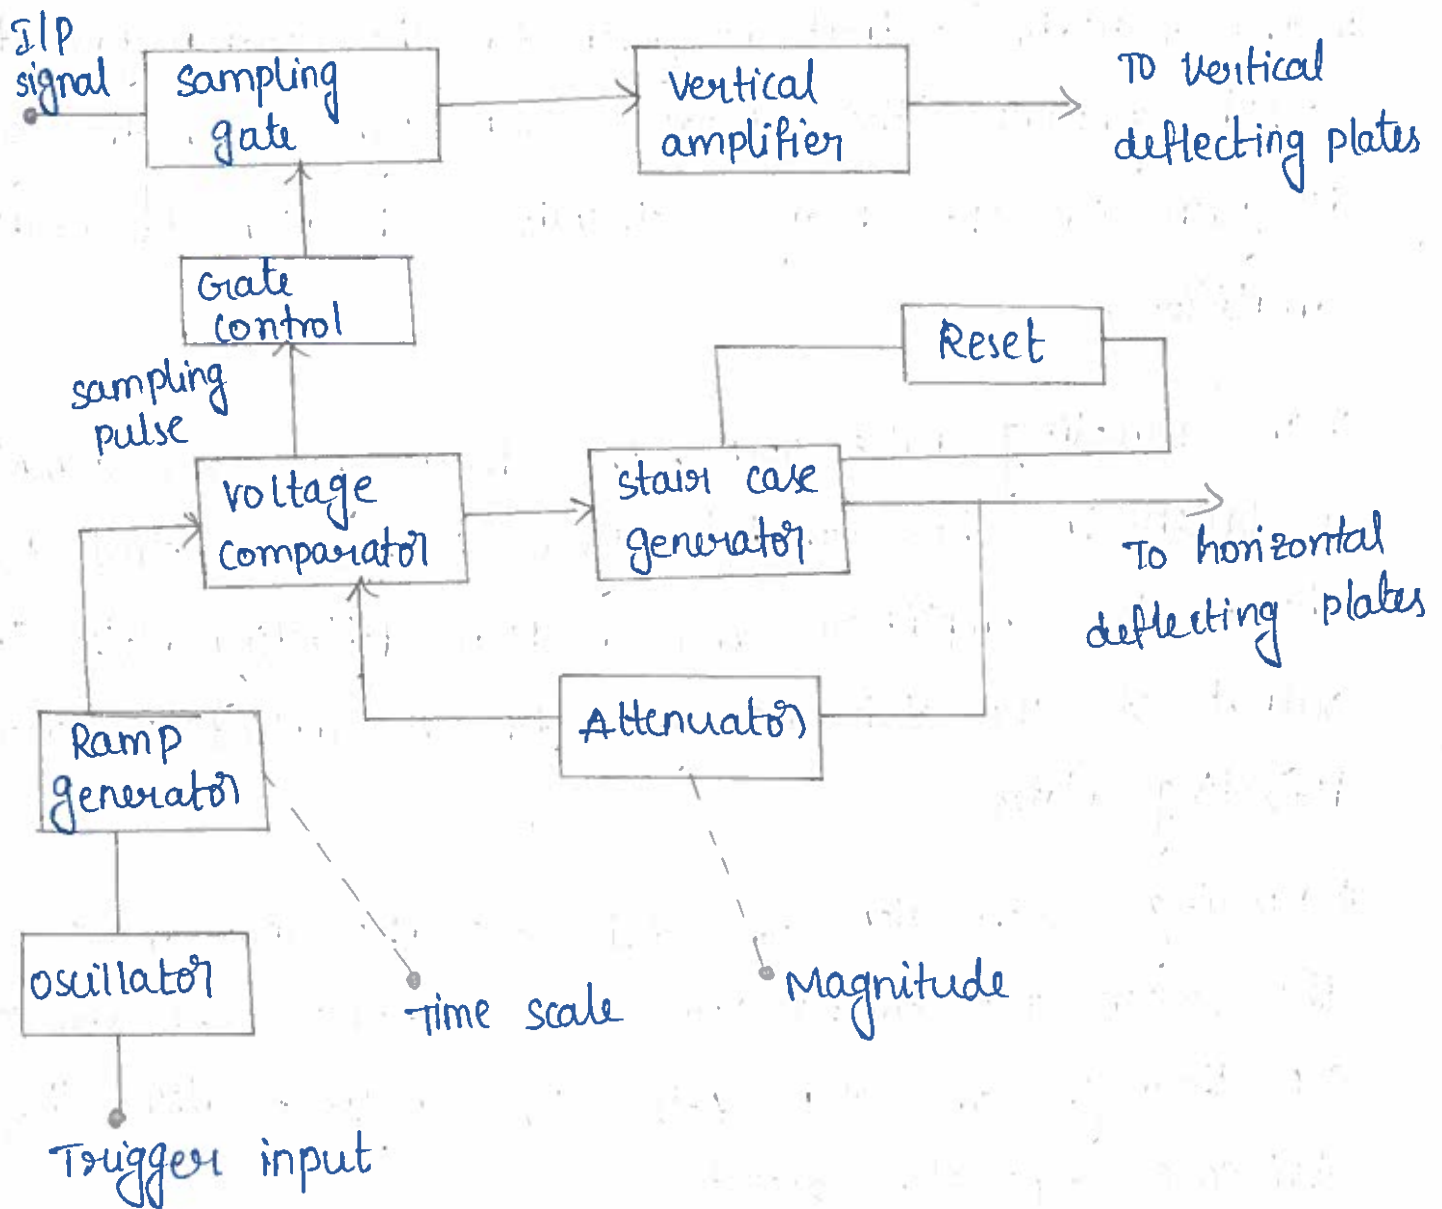 I/P
signal
Sampling
gate
Vertical
amplifier
To Vertical
deflecting plates
Gate
control
Reset
sampling
pulse
Voltage
comparator
stair case
generator
To horizontal
deflecting plates
Ramp
generator
Attenuator
oscillator
Time scale
Magnitude
Trigger input